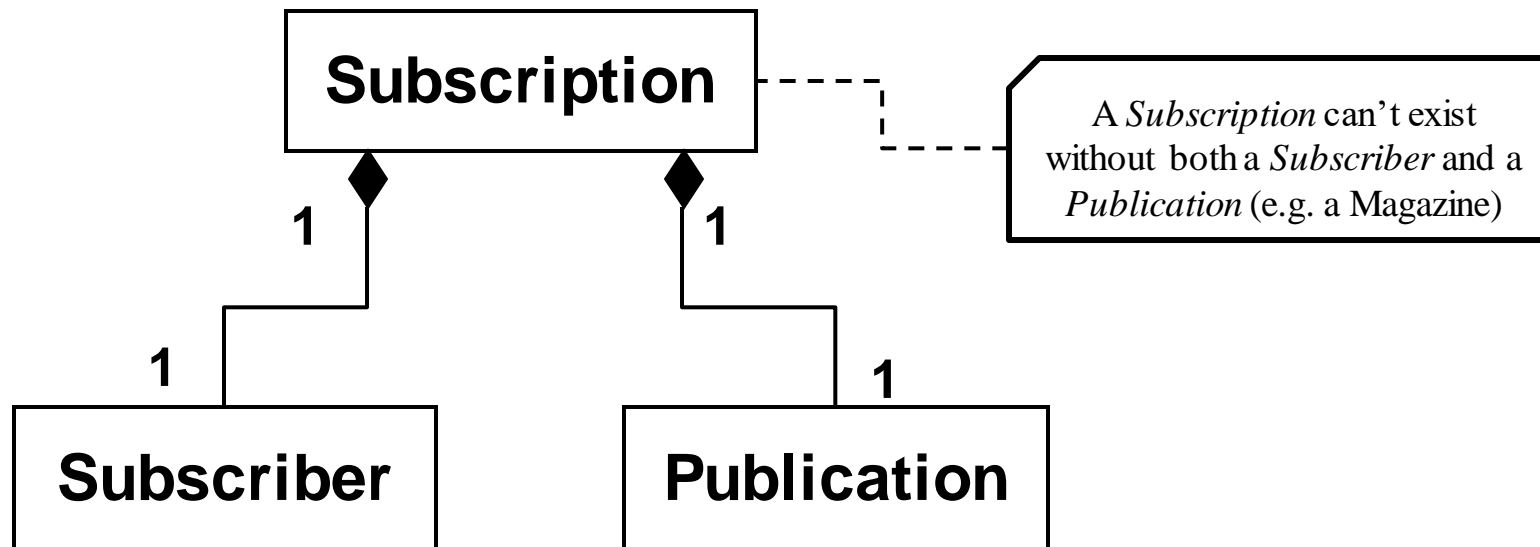 Subscription
A Subscription can't exist
without both a Subscriber and a
Publication (e.g. a Magazine)
1
1
1
1
Subscriber
Publication